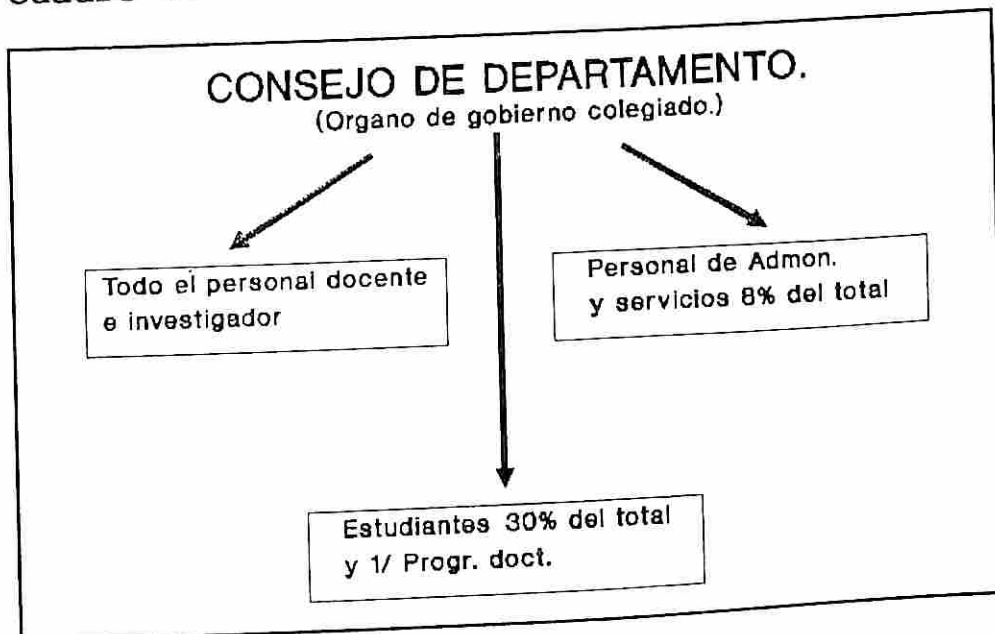 CONSEJO DE DEPARTAMENTO.
(Organo de gobierno colegiado.)
Todo el personal docente
e investigador
Personal de Admon.
y servicios 8% del total
Estudiantes 30% del total
y 1/ Progr. doct.